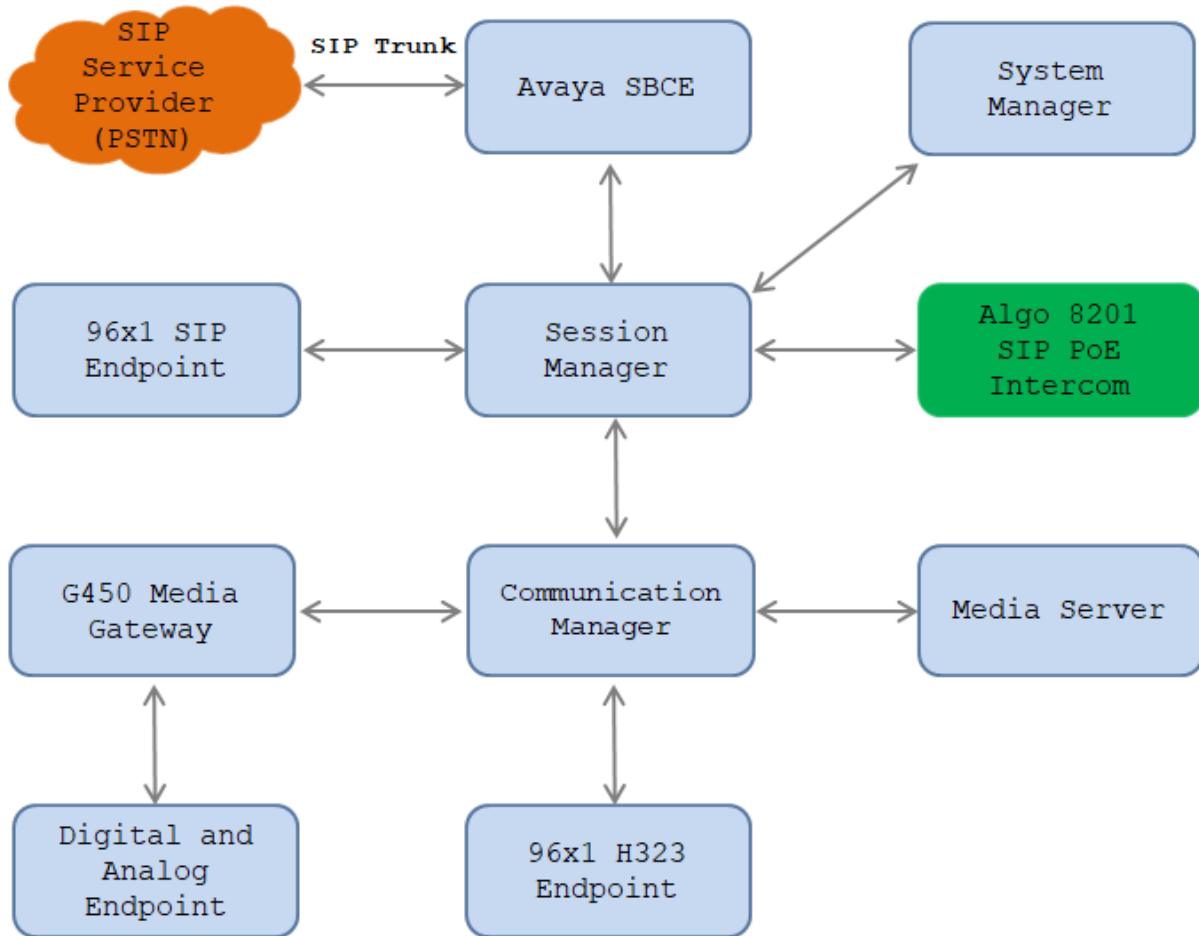 SIP
Service
Provider
(PSTN)
SIP Trunk
Avaya SBCE
System
Manager
96x1 SIP
Endpoint
Session
Manager
Algo 8201
SIP PoE
Intercom
G450 Media
Gateway
Communication
Manager
Media Server
Digital and
Analog
Endpoint
96x1 H323
Endpoint